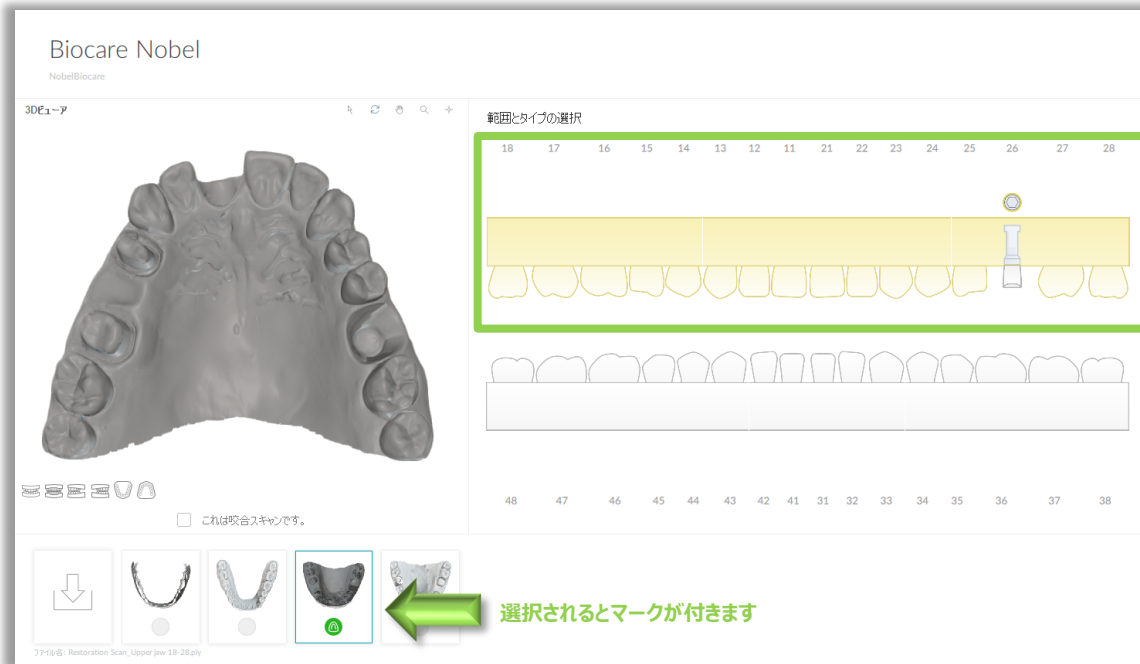 Biocare Nobel
NobelBiocare
3Dビューア
範囲とタイプの選択
18 17 16 15 14 13 12 11 21 22 23 24 25 26 27 28
48 47 46 45 44 43 42 41 31 32 33 34 35 36 37 38
これは咬合スキャンです。
選択されるとマークが付きます
ファイル名: Restoration Scan_Upper jaw 18-28.ply